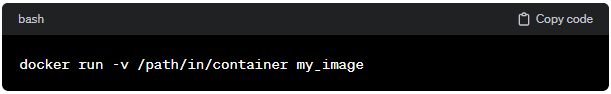 bash
Copy code
docker run -v /path/in/container my_image